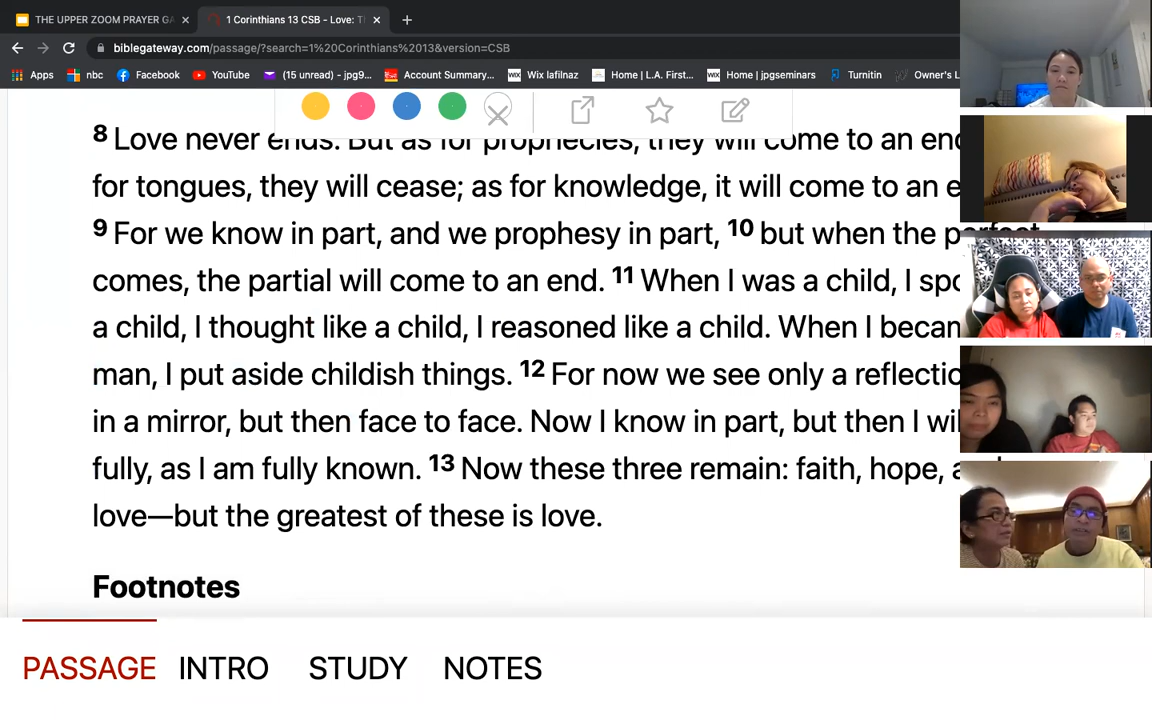 THE UPPER ZOOM PRAYER GA
1 Corinthians 13 CSB - Love: T
biblegateway.com/passage/?search=1%20Corinthians%2013&version=CSB
Apps nbc Facebook YouTube (15 unread) - jpg9... Account Summary... Wix lafilnaz Home | L.A. First... Home | jpgseminars Turnitin Owner's L
8 Love never ends. But as for prophecies, they will come to an end
for tongues, they will cease; as for knowledge, it will come to an e
9 For we know in part, and we prophesy in part, 10 but when the perfect
comes, the partial will come to an end. 11 When I was a child, I spo
a child, I thought like a child, I reasoned like a child. When I becam
man, I put aside childish things. 12 For now we see only a reflectio
in a mirror, but then face to face. Now I know in part, but then I wil
fully, as I am fully known. 13 Now these three remain: faith, hope,
love—but the greatest of these is love.
Footnotes
PASSAGE INTRO STUDY NOTES